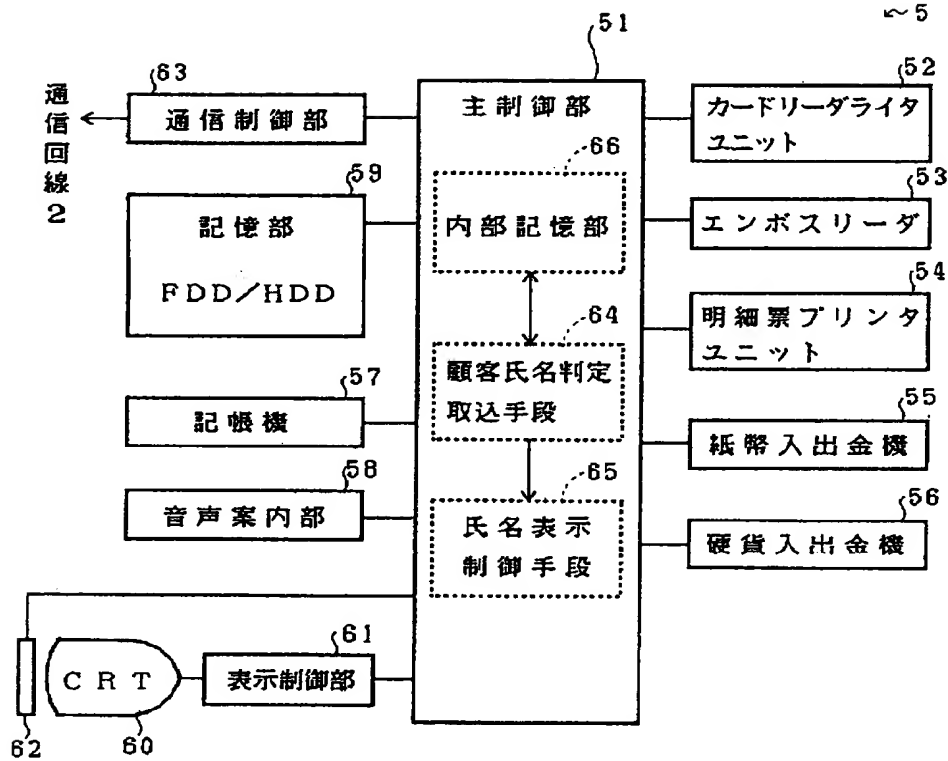 5
51
63
通信回線2
通信制御部
主制御部
52
カードリーダライタ
ユニット
66
内部記憶部
59
記憶部
FDD/HDD
53
エンボスリーダ
54
明細票プリンタ
ユニット
64
顧客氏名判定
取込手段
57
記帳機
55
紙幣入出金機
58
音声案内部
65
氏名表示
制御手段
56
硬貨入出金機
61
表示制御部
CRT
62
60